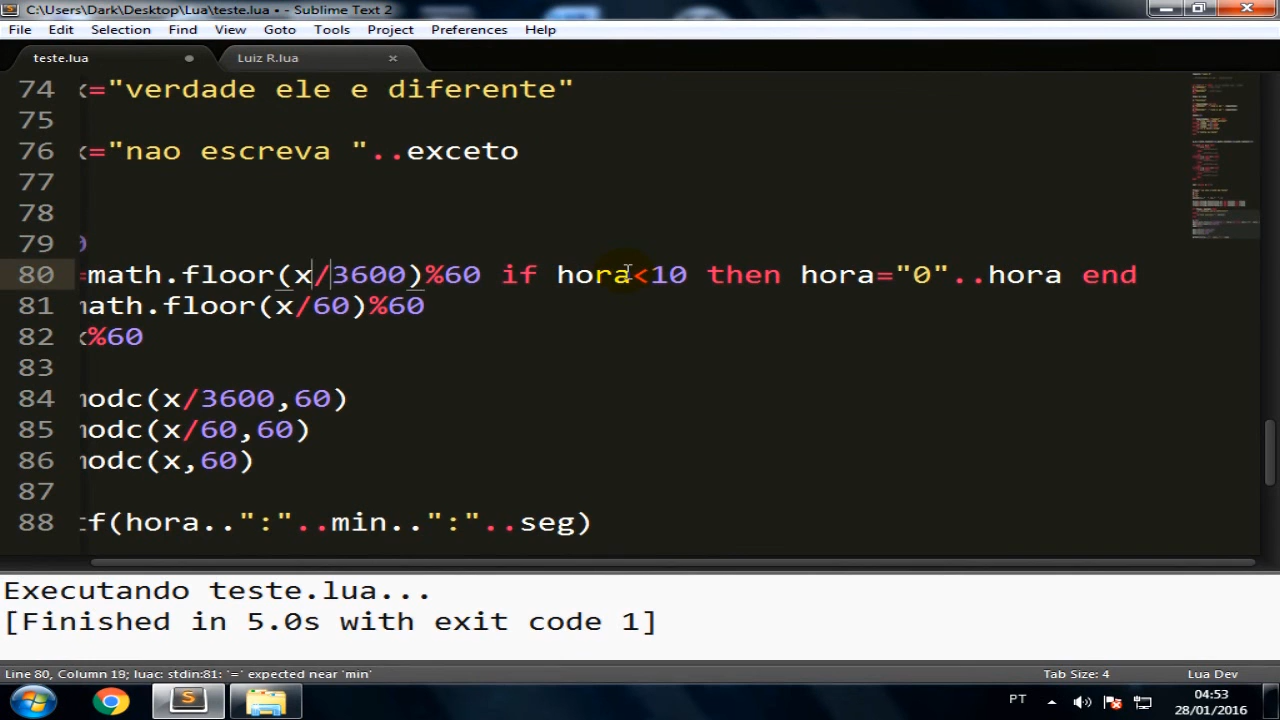 C:\Users\Dark\Desktop\Lua\teste.lua • - Sublime Text 2
File Edit Selection Find View Goto Tools Project Preferences Help
teste.lua Luiz R.lua
74 ="verdade ele e diferente"
75
76 ="nao escreva "..exceto
77
78
79
80 =math.floor(x/3600)%60 if hora<10 then hora="0"..hora end
81 math.floor(x/60)%60
82 x%60
83
84 modc(x/3600,60)
85 modc(x/60,60)
86 modc(x,60)
87
88 tf(hora..":"..min..":"..seg)
Executando teste.lua...
[Finished in 5.0s with exit code 1]
Line 80, Column 19; luac: stdin:81: '=' expected near 'min' Tab Size: 4 Lua Dev
PT 04:53
28/01/2016